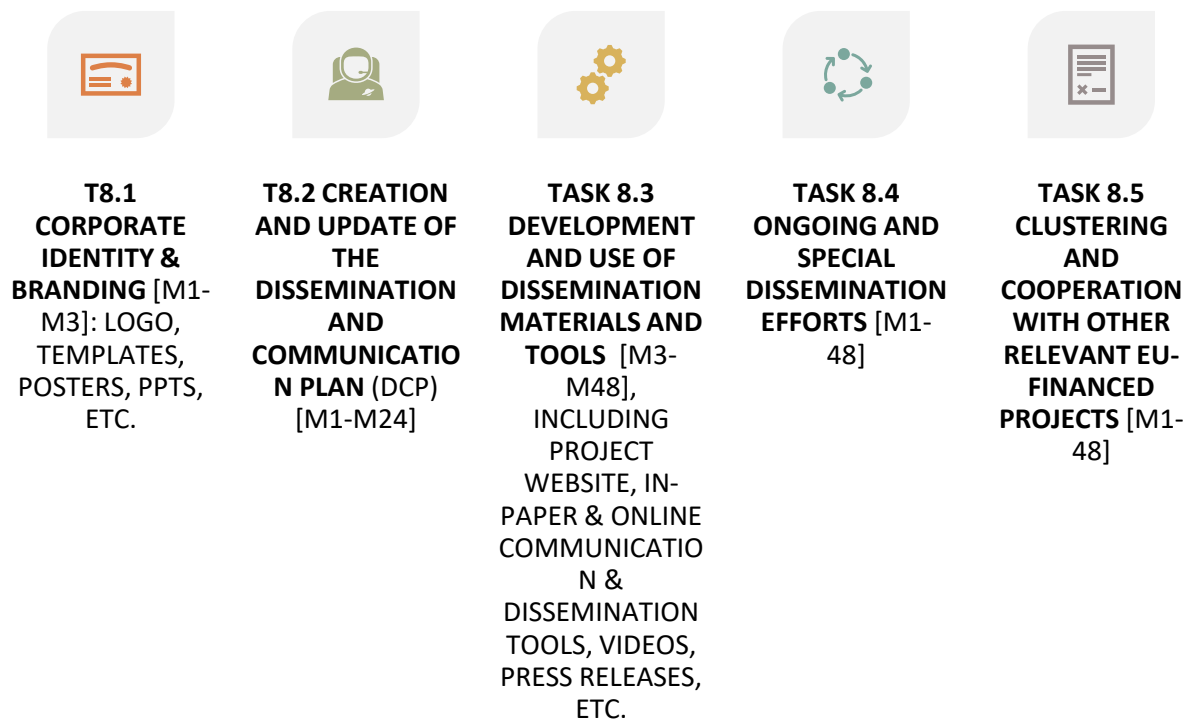 T8.1
CORPORATE
IDENTITY &
BRANDING [M1-
M3]: LOGO,
TEMPLATES,
POSTERS, PPTS,
ETC.
T8.2 CREATION
AND UPDATE OF
THE
DISSEMINATION
AND
COMMUNICATIO
N PLAN (DCP)
[M1-M24]
TASK 8.3
DEVELOPMENT
AND USE OF
DISSEMINATION
MATERIALS AND
TOOLS [M3-
M48],
INCLUDING
PROJECT
WEBSITE, IN-
PAPER & ONLINE
COMMUNICATIO
N &
DISSEMINATION
TOOLS, VIDEOS,
PRESS RELEASES,
ETC.
TASK 8.4
ONGOING AND
SPECIAL
DISSEMINATION
EFFORTS [M1-
48]
TASK 8.5
CLUSTERING
AND
COOPERATION
WITH OTHER
RELEVANT EU-
FINANCED
PROJECTS [M1-
48]